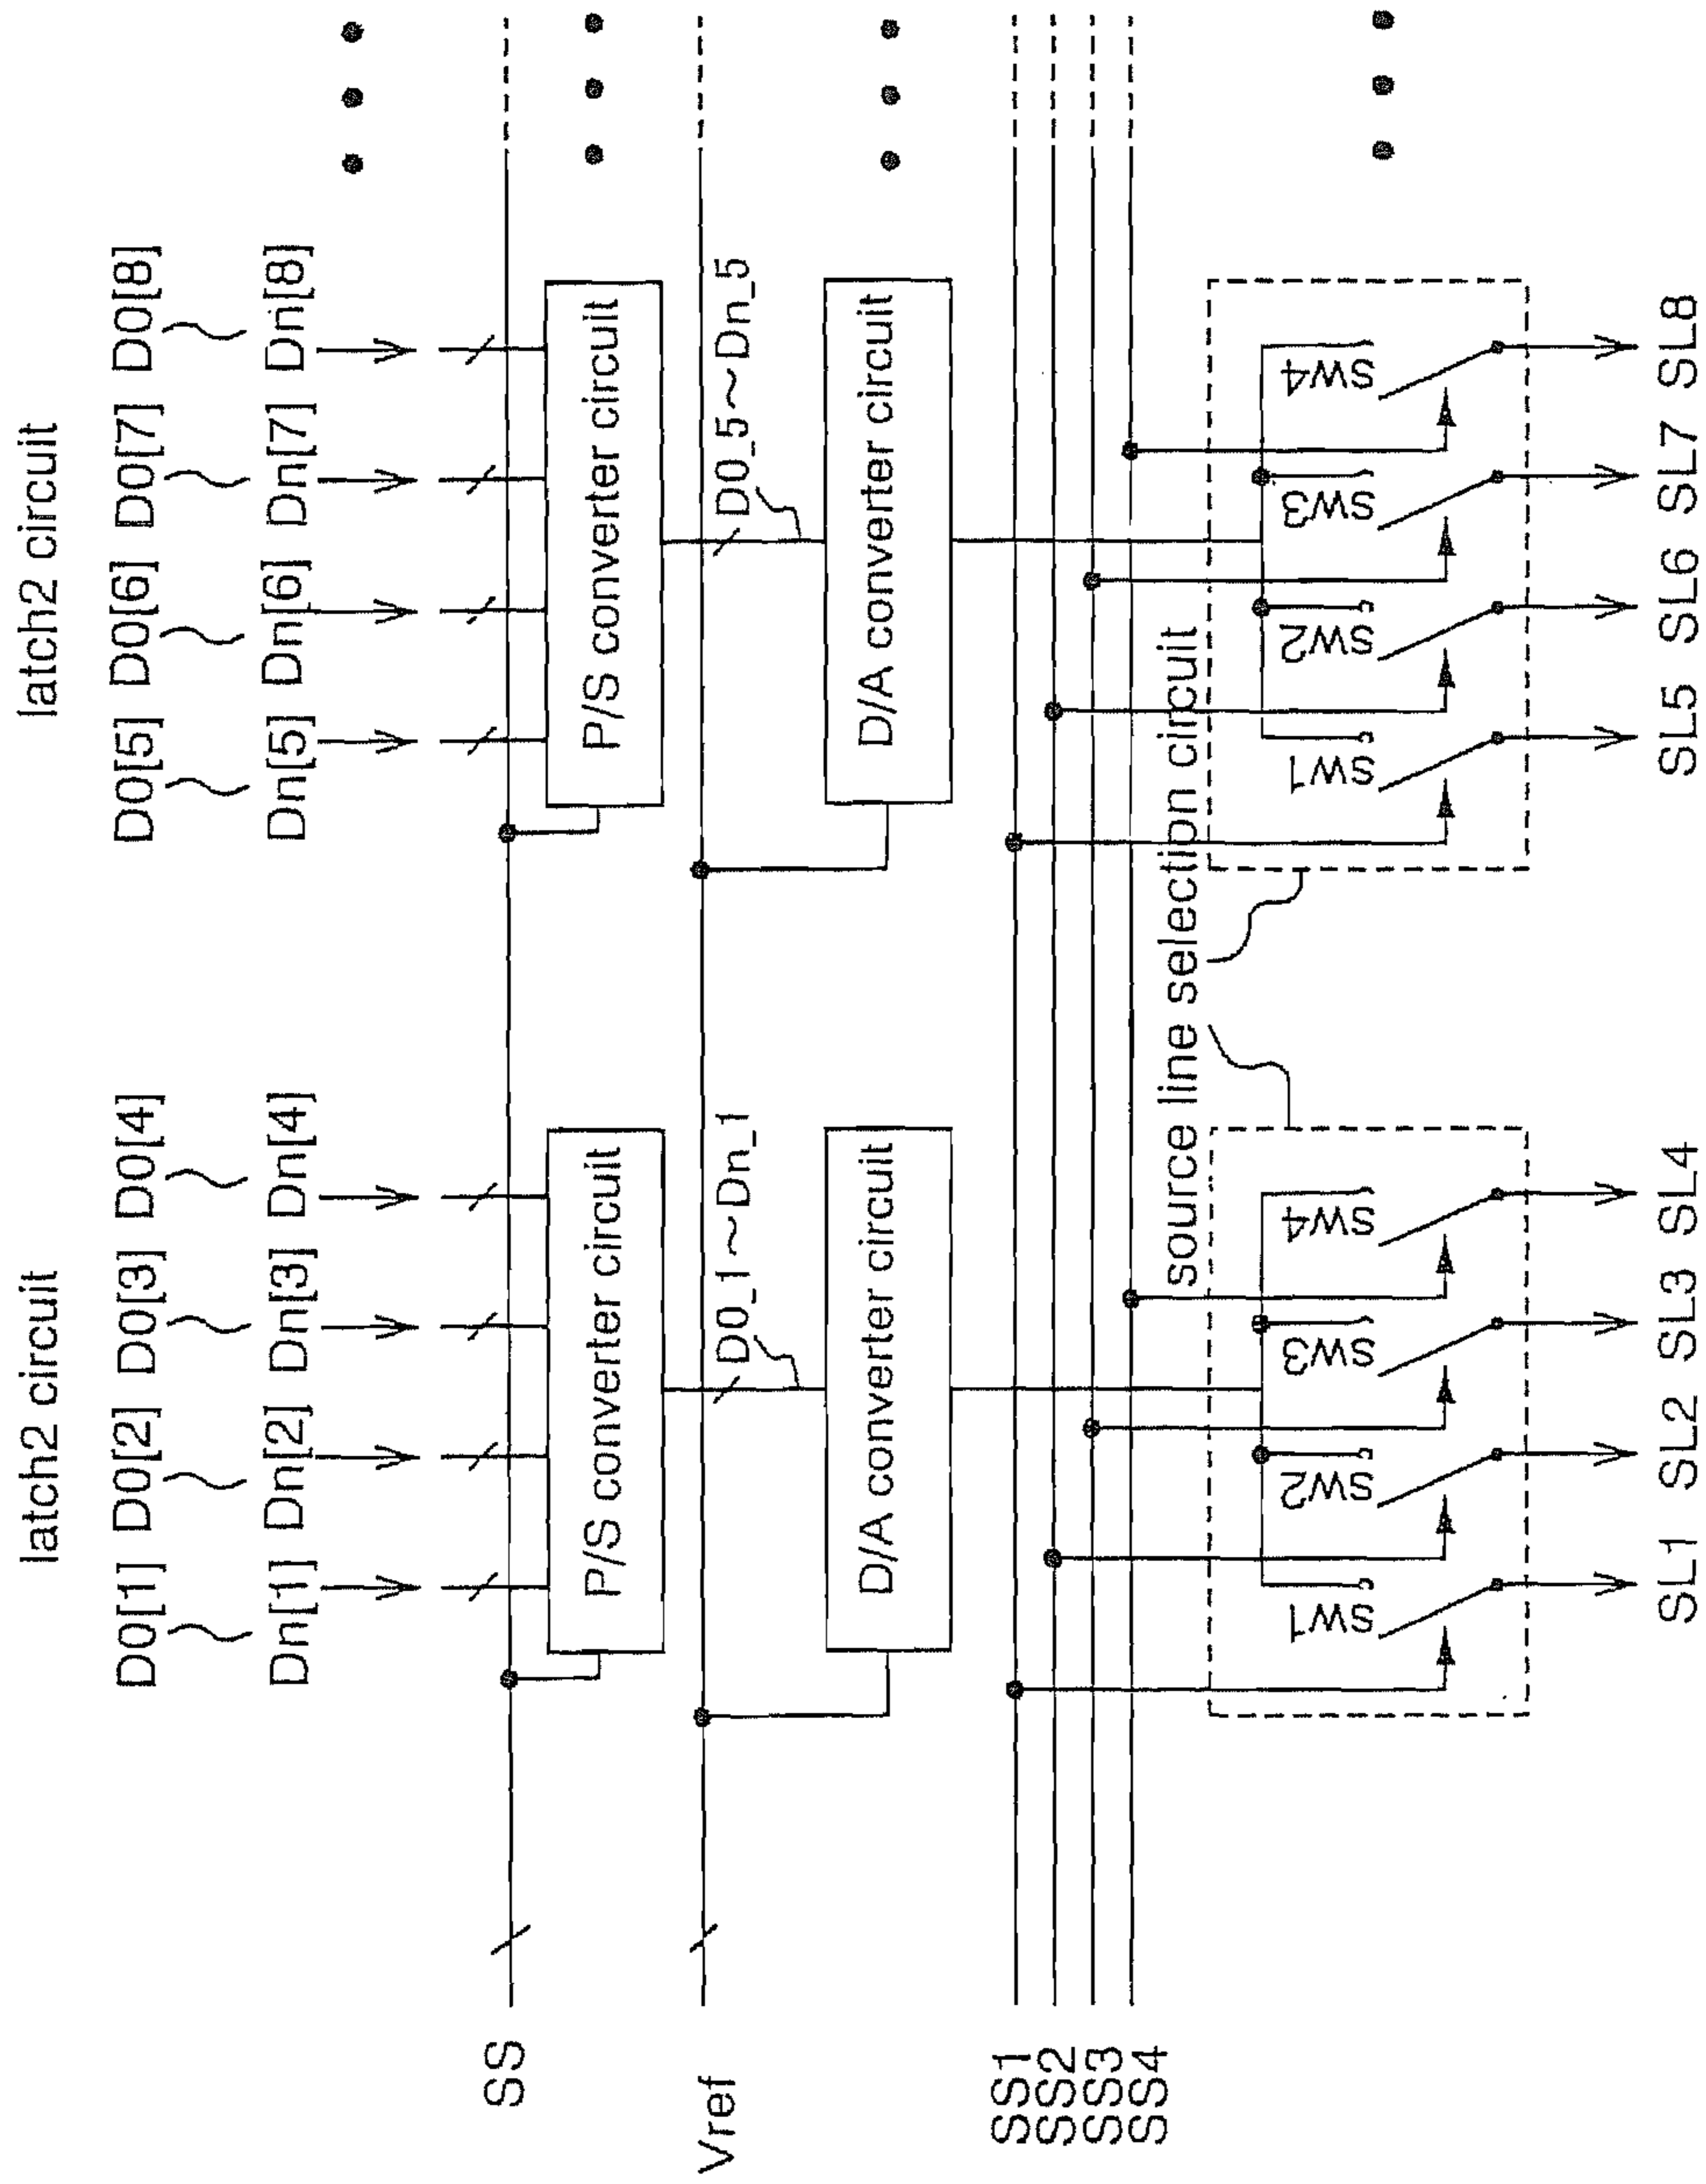 latch2 circuit
latch2 circuit
D0[1] D0[2] D0[3] D0[4]
D0[5] D0[6] D0[7] D0[8]
Dn[1] Dn[2] Dn[3] Dn[4]
Dn[5] Dn[6] Dn[7] Dn[8]
SS
P/S converter circuit
P/S converter circuit
Vref
D0_1~Dn_1
D0_5~Dn_5
D/A converter circuit
D/A converter circuit
SS1
SS2
SS3
SS4
source line selection circuit
SW1 SW2 SW3 SW4
SW1 SW2 SW3 SW4
SL1 SL2 SL3 SL4
SL5 SL6 SL7 SL8